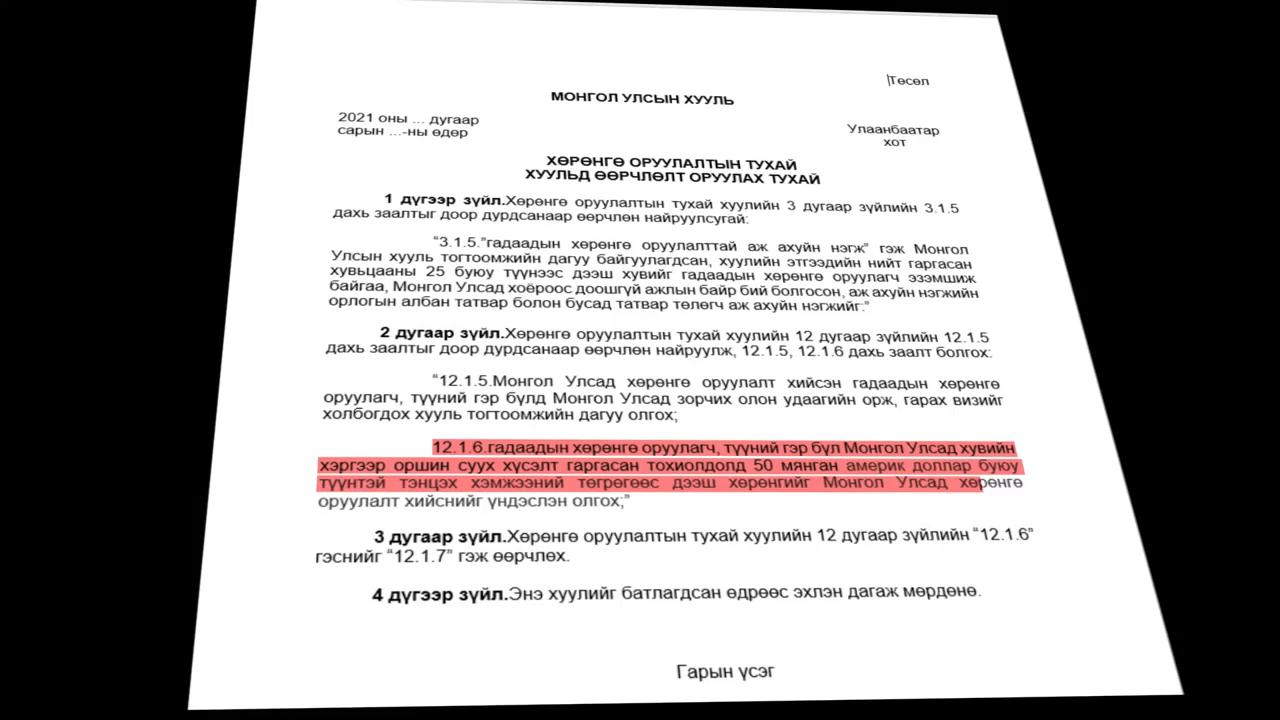 Төсөл
МОНГОЛ УЛСЫН ХУУЛЬ
2021 оны ... дугаар
сарын ...-ны өдөр
Улаанбаатар
хот
ХӨРӨНГӨ ОРУУЛАЛТЫН ТУХАЙ
ХУУЛЬД ӨӨРЧЛӨЛТ ОРУУЛАХ ТУХАЙ
1 дүгээр зүйл.Хөрөнгө оруулалтын тухай хуулийн 3 дугаар зүйлийн 3.1.5
дахь заалтыг доор дурдсанаар өөрчлөн найруулсугай:
“3.1.5.”гадаадын хөрөнгө оруулалттай аж ахуйн нэгж” гэж Монгол
Улсын хууль тогтоомжийн дагуу байгуулагдсан, хуулийн этгээдийн нийт гаргасан
хувьцааны 25 буюу түүнээс дээш хувийг гадаадын хөрөнгө оруулагч эзэмшиж
байгаа, Монгол Улсад хоёроос доошгүй ажлын байр бий болгосон, аж ахуйн нэгжийн
орлогын албан татвар болон бусад татвар төлөгч аж ахуйн нэгжийг:”
2 дугаар зүйл.Хөрөнгө оруулалтын тухай хуулийн 12 дугаар зүйлийн 12.1.5
дахь заалтыг доор дурдсанаар өөрчлөн найруулж, 12.1.5, 12.1.6 дахь заалт болгох:
“12.1.5.Монгол Улсад хөрөнгө оруулалт хийсэн гадаадын хөрөнгө
оруулагч, түүний гэр бүлд Монгол Улсад зорчих олон удаагийн орж, гарах визийг
холбогдох хууль тогтоомжийн дагуу олгох;
12.1.6.гадаадын хөрөнгө оруулагч, түүний гэр бүл Монгол Улсад хувийн
хэргээр оршин суух хүсэлт гаргасан тохиолдолд 50 мянган америк доллар буюу
түүнтэй тэнцэх хэмжээний төгрөгөөс дээш хөрөнгийг Монгол Улсад хөрөнгө
оруулалт хийснийг үндэслэн олгох;”
3 дугаар зүйл.Хөрөнгө оруулалтын тухай хуулийн 12 дугаар зүйлийн “12.1.6”
гэснийг “12.1.7” гэж өөрчлөх.
4 дүгээр зүйл.Энэ хуулийг батлагдсан өдрөөс эхлэн дагаж мөрдөнө.
Гарын үсэг